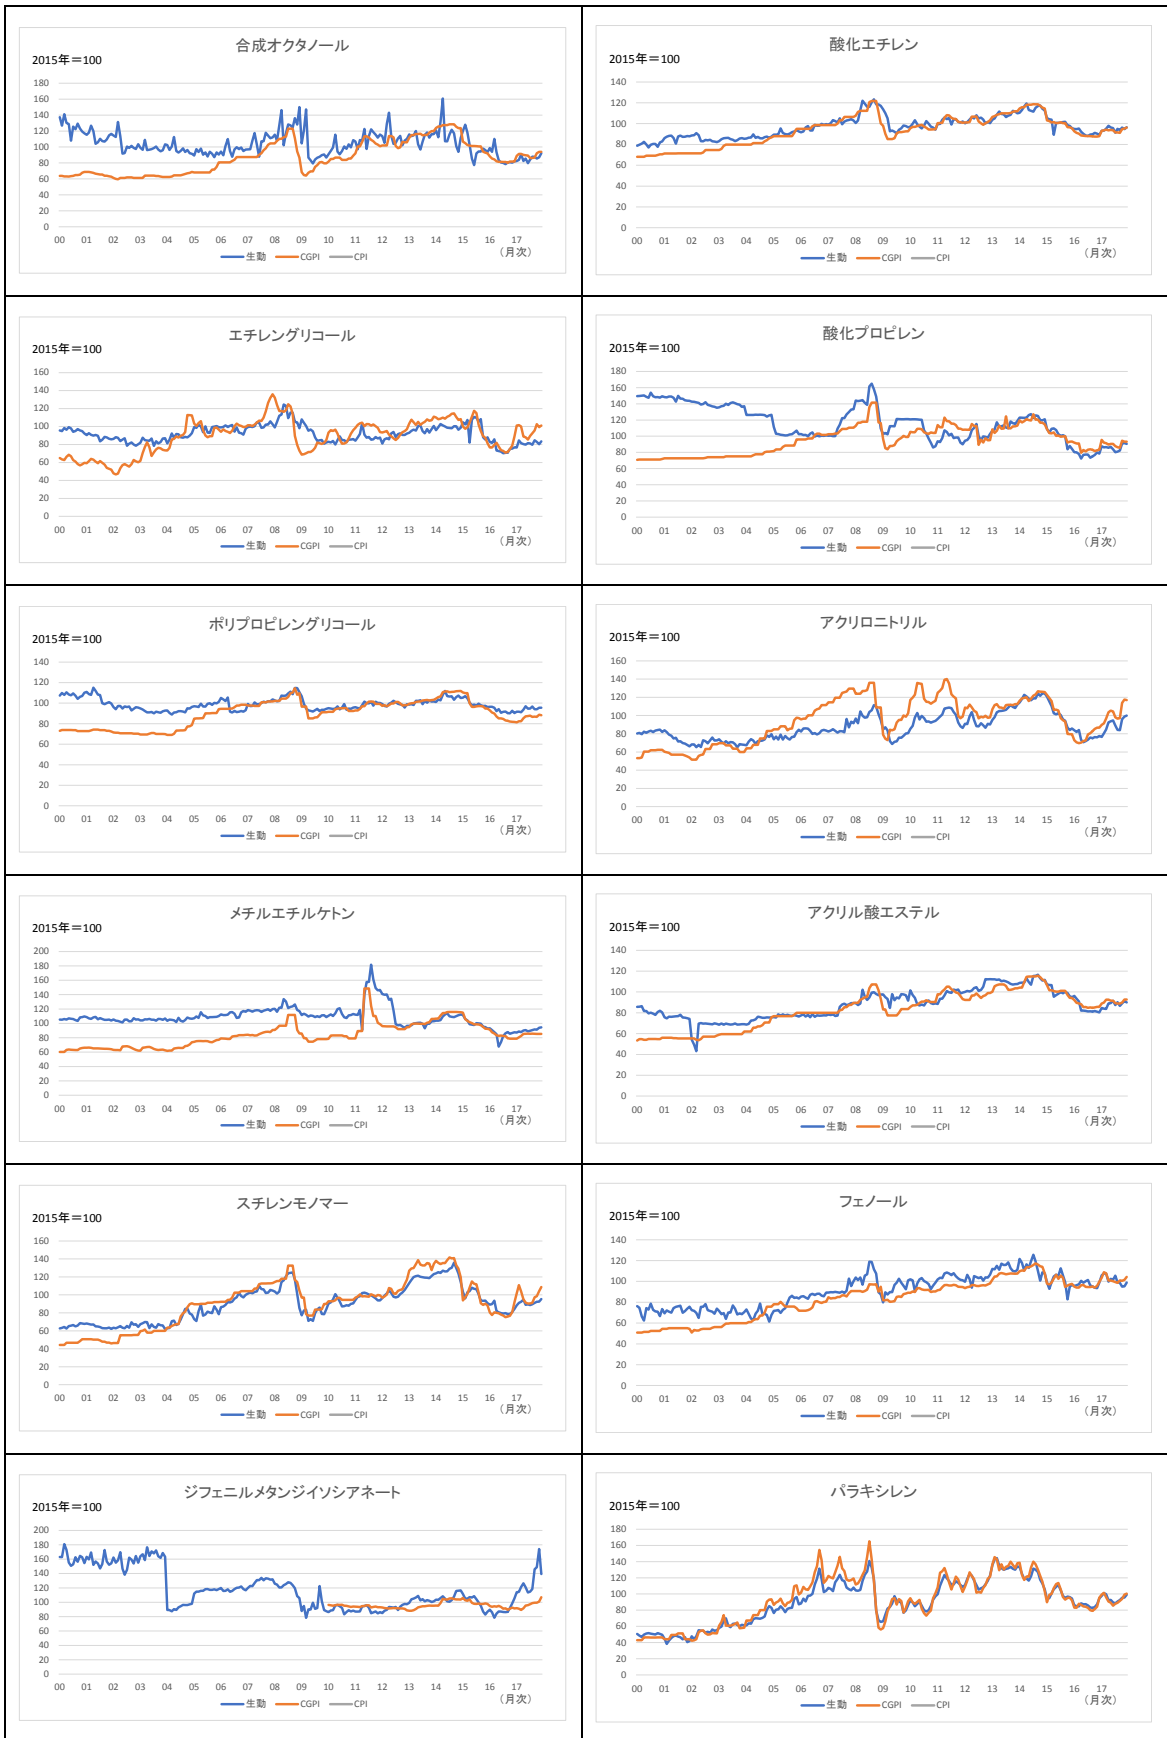 合成オクタノール
2015年=100
180
160
140
120
100
80
60
40
20
0
00 01 02 03 04 05 06 07 08 09 10 11 12 13 14 15 16 17
(月次)
生動 CGPI CPI
酸化エチレン
2015年=100
140
120
100
80
60
40
20
0
00 01 02 03 04 05 06 07 08 09 10 11 12 13 14 15 16 17
(月次)
生動 CGPI CPI
エチレングリコール
2015年=100
160
140
120
100
80
60
40
20
0
00 01 02 03 04 05 06 07 08 09 10 11 12 13 14 15 16 17
(月次)
生動 CGPI CPI
酸化プロピレン
2015年=100
180
160
140
120
100
80
60
40
20
0
00 01 02 03 04 05 06 07 08 09 10 11 12 13 14 15 16 17
(月次)
生動 CGPI CPI
ポリプロピレングリコール
2015年=100
140
120
100
80
60
40
20
0
00 01 02 03 04 05 06 07 08 09 10 11 12 13 14 15 16 17
(月次)
生動 CGPI CPI
アクリロニトリル
2015年=100
160
140
120
100
80
60
40
20
0
00 01 02 03 04 05 06 07 08 09 10 11 12 13 14 15 16 17
(月次)
生動 CGPI CPI
メチルエチルケトン
2015年=100
200
180
160
140
120
100
80
60
40
20
0
00 01 02 03 04 05 06 07 08 09 10 11 12 13 14 15 16 17
(月次)
生動 CGPI CPI
アクリル酸エステル
2015年=100
140
120
100
80
60
40
20
0
00 01 02 03 04 05 06 07 08 09 10 11 12 13 14 15 16 17
(月次)
生動 CGPI CPI
スチレンモノマー
2015年=100
160
140
120
100
80
60
40
20
0
00 01 02 03 04 05 06 07 08 09 10 11 12 13 14 15 16 17
(月次)
生動 CGPI CPI
フェノール
2015年=100
140
120
100
80
60
40
20
0
00 01 02 03 04 05 06 07 08 09 10 11 12 13 14 15 16 17
(月次)
生動 CGPI CPI
ジフェニルメタンジイソシアネート
2015年=100
200
180
160
140
120
100
80
60
40
20
0
00 01 02 03 04 05 06 07 08 09 10 11 12 13 14 15 16 17
(月次)
生動 CGPI CPI
パラキシレン
2015年=100
180
160
140
120
100
80
60
40
20
0
00 01 02 03 04 05 06 07 08 09 10 11 12 13 14 15 16 17
(月次)
生動 CGPI CPI